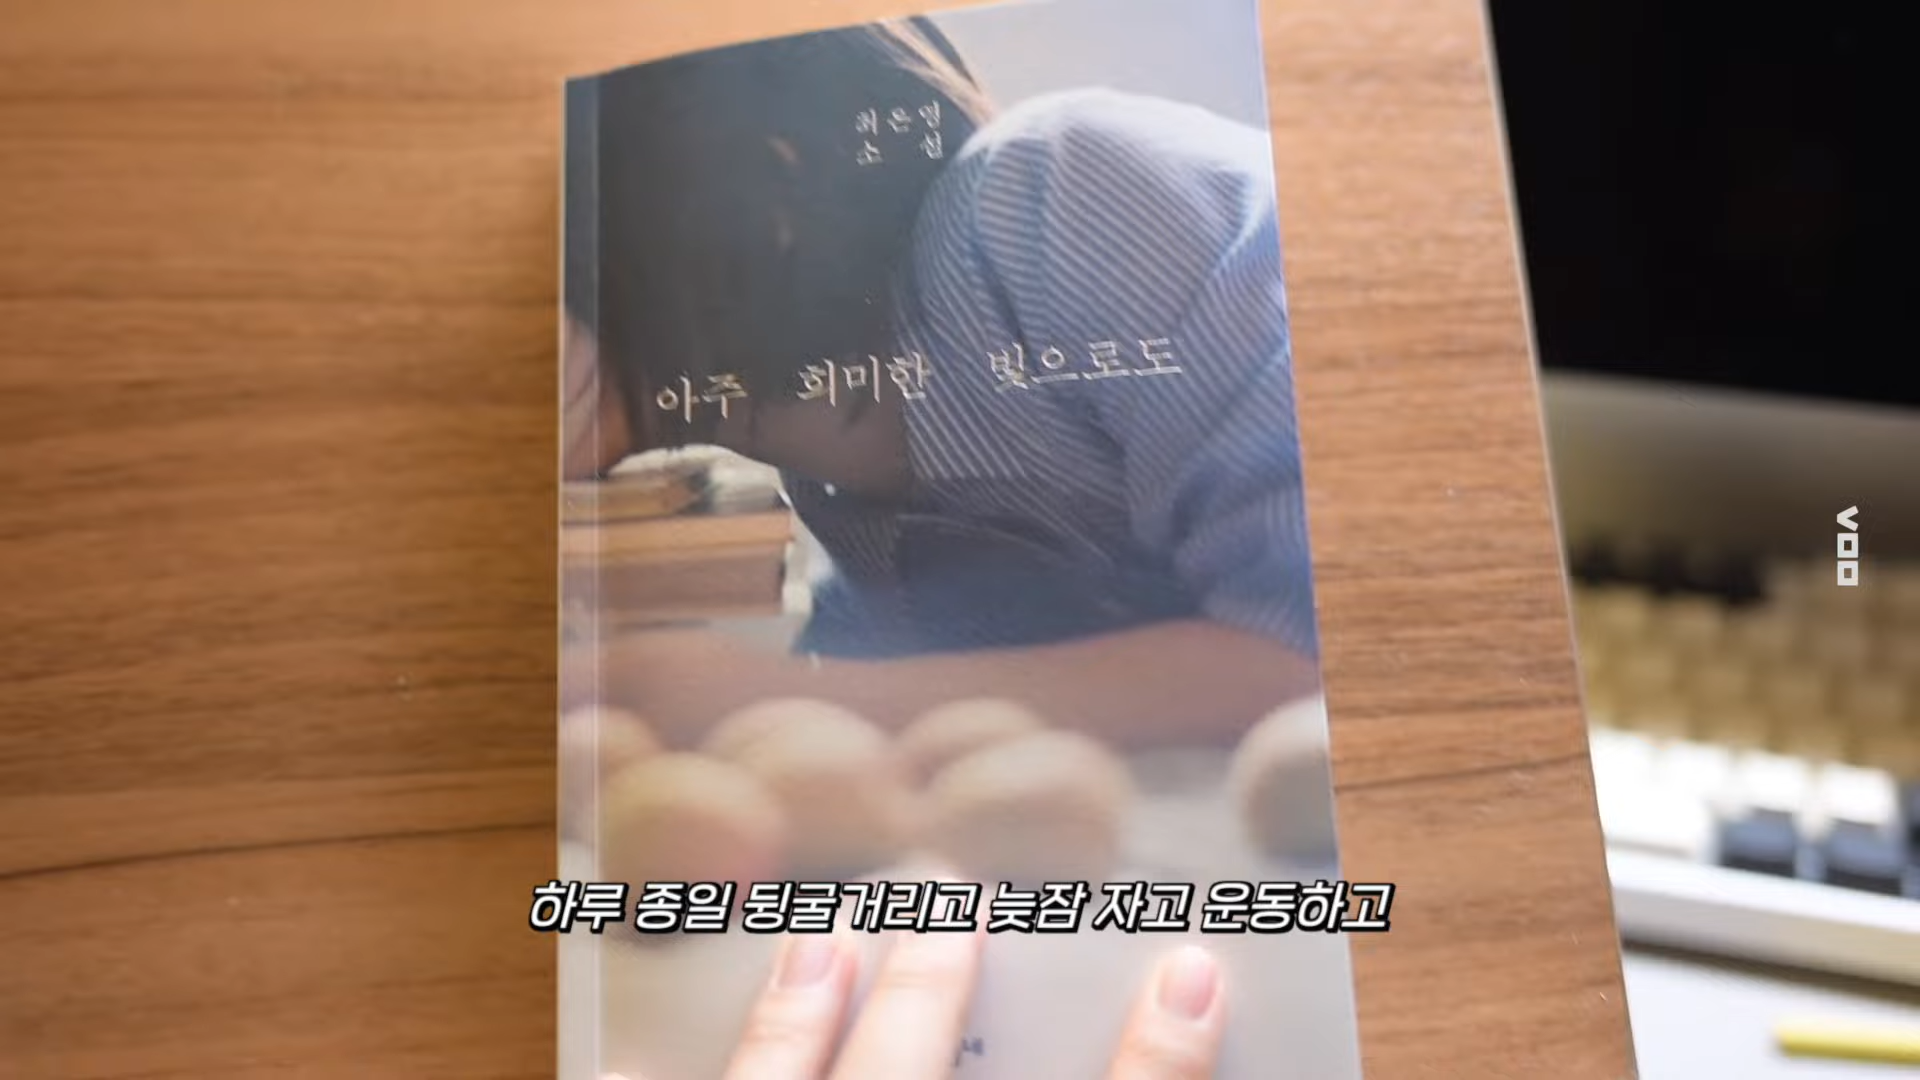 최은영
소설
아주 희미한 빛으로도
VOO
하루 종일 뒹굴거리고 늦잠 자고 운동하고